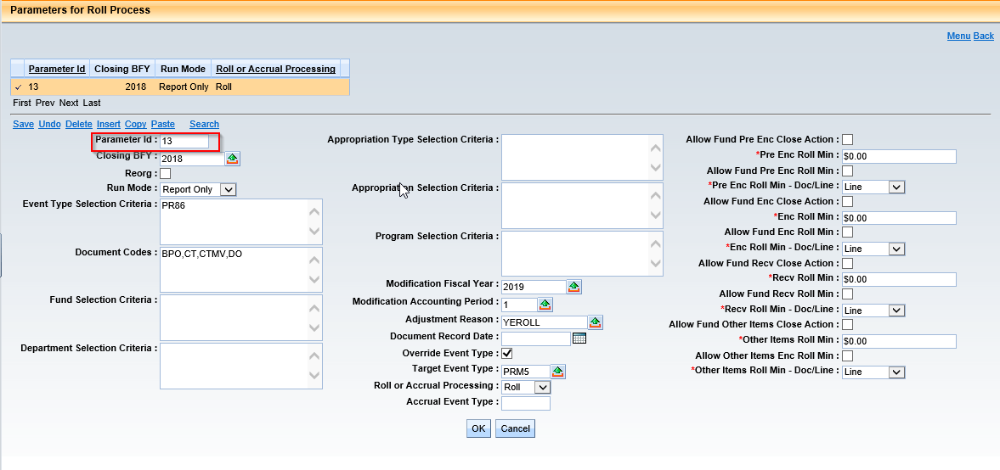 Parameters for Roll Process
Menu Back
Parameter Id Closing BFY Run Mode Roll or Accrual Processing
13 2018 Report Only Roll
First Prev Next Last
Save Undo Delete Insert Copy Paste Search
Parameter Id : 13
Closing BFY : 2018
Reorg :
Run Mode : Report Only
Event Type Selection Criteria : PR86
Document Codes : BPO,CT,CTMV,DO
Fund Selection Criteria :
Department Selection Criteria :
Appropriation Type Selection Criteria :
Appropriation Selection Criteria :
Program Selection Criteria :
Modification Fiscal Year : 2019
Modification Accounting Period : 1
Adjustment Reason : YEROLL
Document Record Date :
Override Event Type :
Target Event Type : PRM5
Roll or Accrual Processing : Roll
Accrual Event Type :
Allow Fund Pre Enc Close Action :
*Pre Enc Roll Min : $0.00
Allow Fund Pre Enc Roll Min :
*Pre Enc Roll Min - Doc/Line : Line
Allow Fund Enc Close Action :
*Enc Roll Min : $0.00
Allow Fund Enc Roll Min :
*Enc Roll Min - Doc/Line : Line
Allow Fund Recv Close Action :
*Recv Roll Min : $0.00
Allow Fund Recv Roll Min :
*Recv Roll Min - Doc/Line : Line
Allow Fund Other Items Close Action :
*Other Items Roll Min : $0.00
Allow Other Items Enc Roll Min :
*Other Items Roll Min - Doc/Line : Line
OK Cancel